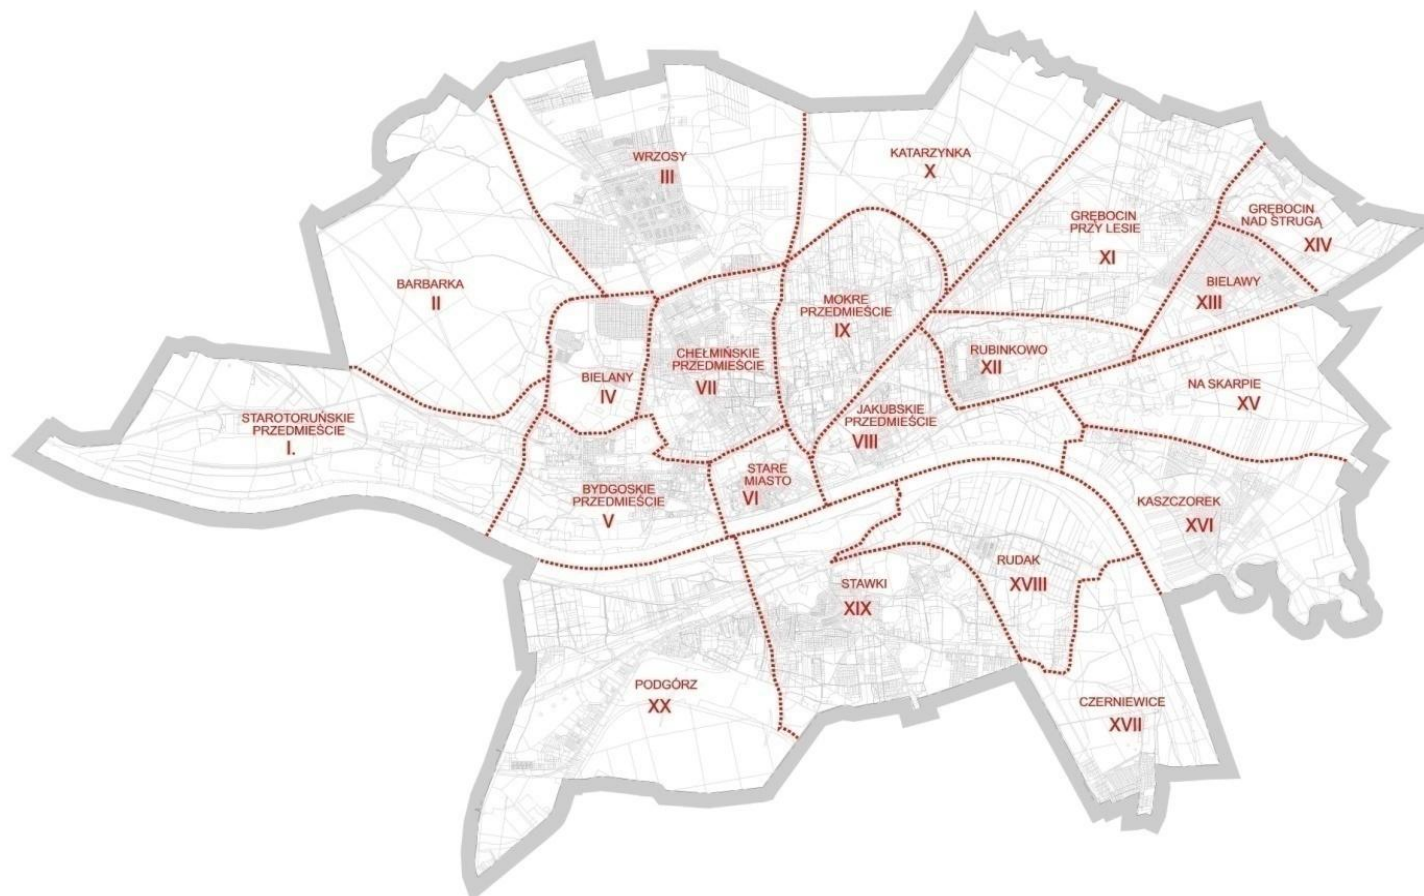 WRZOSY
III
KATARZYNKA
X
GRĘBOCIN
PRZY LESIE
XI
GRĘBOCIN
NAD STRUGĄ
XIV
BARBARKA
II
BIELAWY
XIII
MOKRE
PRZEDMIEŚCIE
IX
CHEŁMIŃSKIE
PRZEDMIEŚCIE
VII
RUBINKOWO
XII
BIELANY
IV
NA SKARPIE
XV
STAROTORUŃSKIE
PRZEDMIEŚCIE
I.
JAKUBSKIE
PRZEDMIEŚCIE
VIII
STARE
MIASTO
VI
BYDGOSKIE
PRZEDMIEŚCIE
V
KASZCZOREK
XVI
RUDAK
XVIII
STAWKI
XIX
PODGÓRZ
XX
CZERNIEWICE
XVII